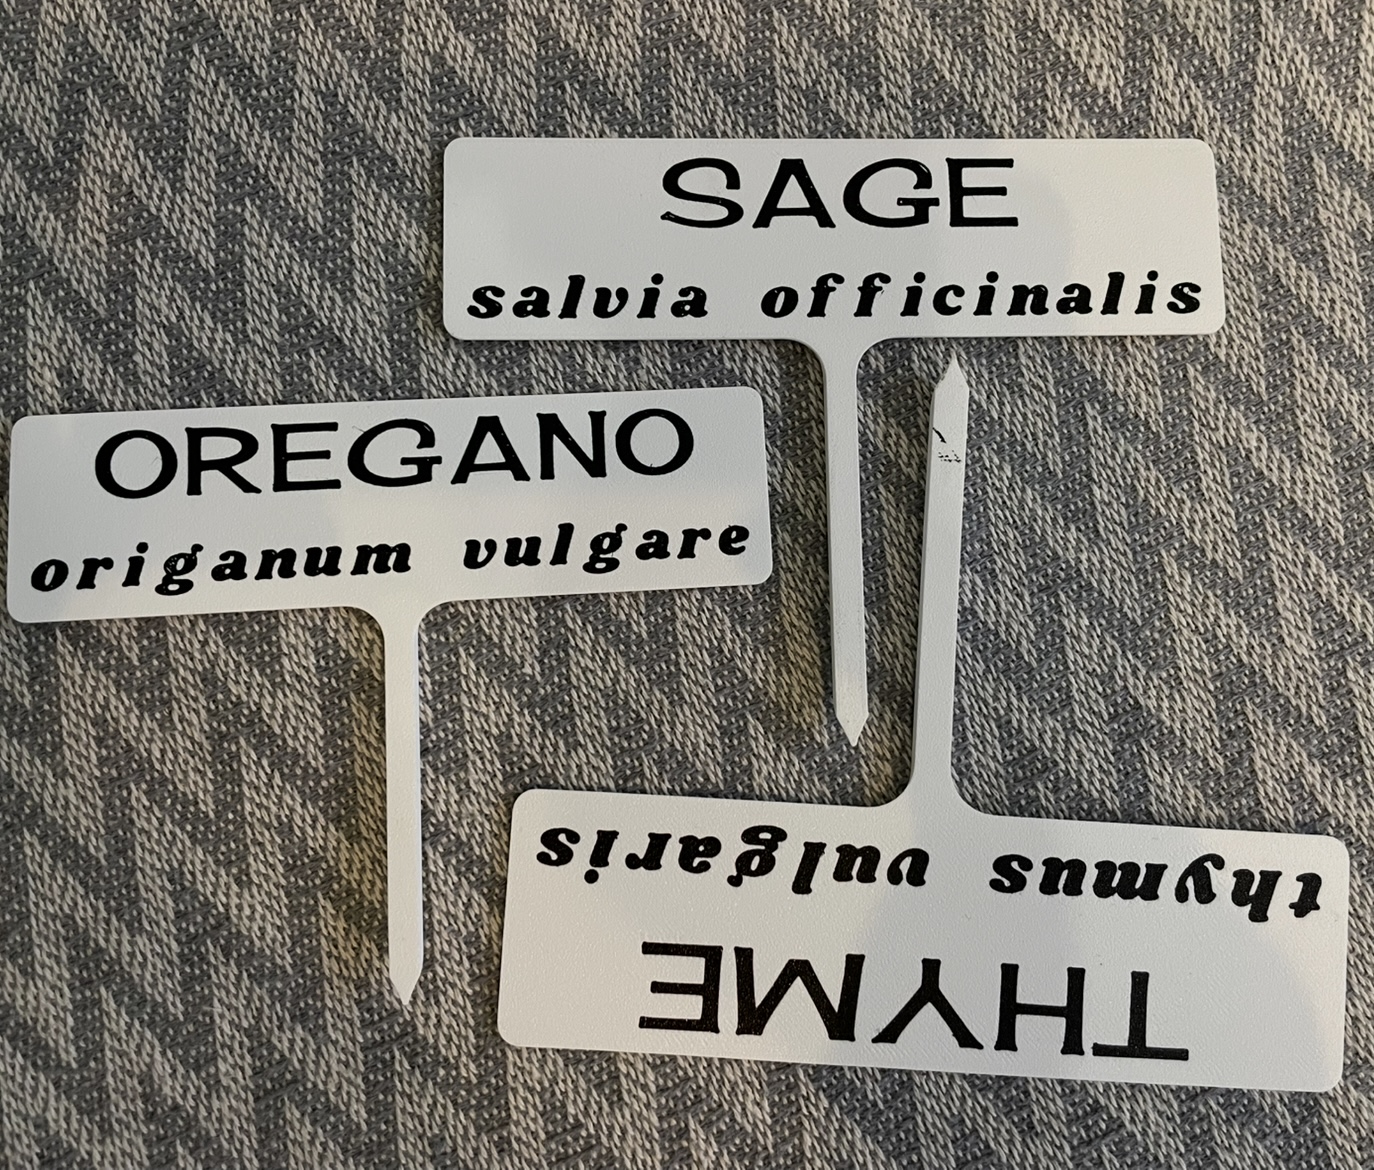 SAGE
salvia officinalis
OREGANO
origanum vulgare
THYME
thymus vulgaris